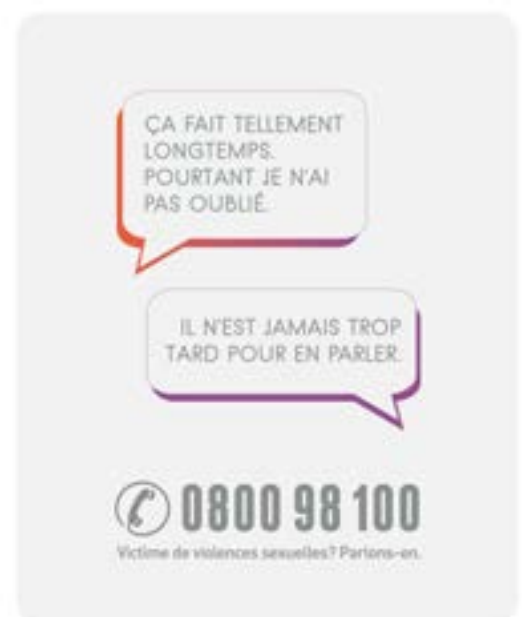 ÇA FAIT TELLEMENT
LONGTEMPS.
POURTANT JE N'AI
PAS OUBLIÉ.
IL N'EST JAMAIS TROP
TARD POUR EN PARLER.
0800 98 100
Victime de violences sexuelles? Parlons-en.